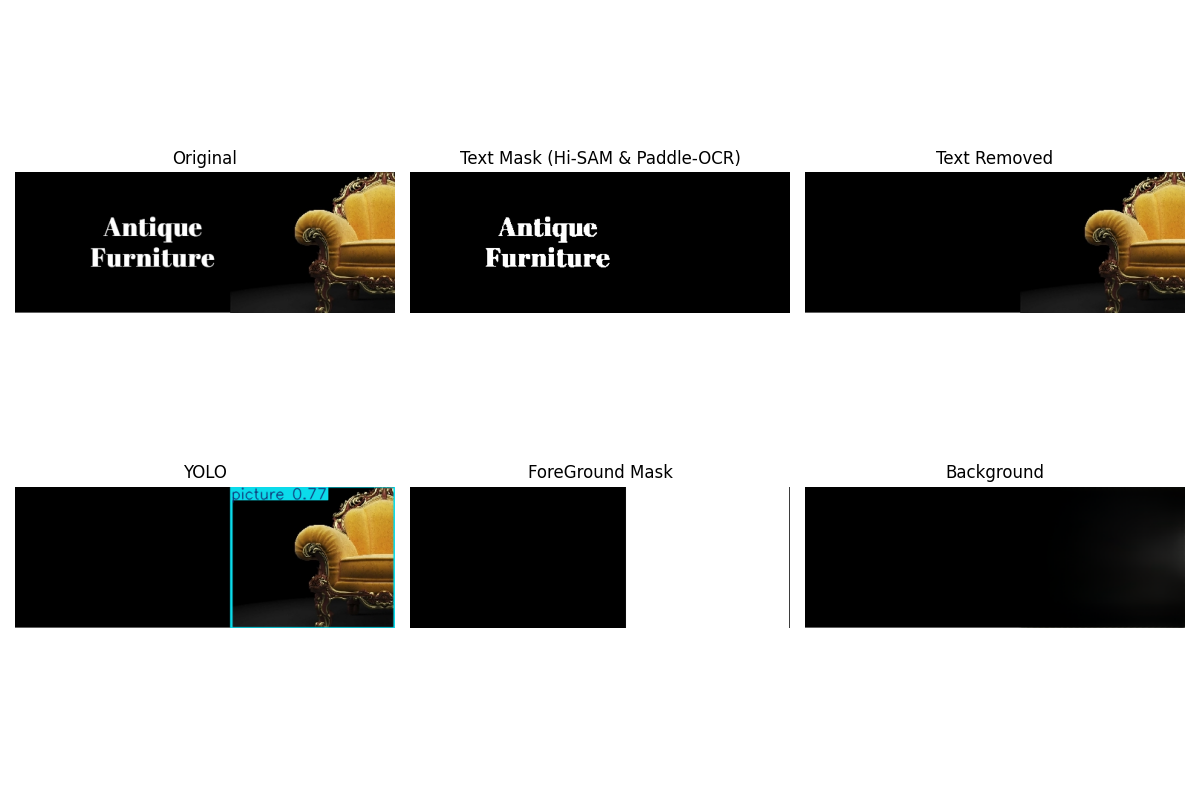 Original
Text Mask (Hi-SAM & Paddle-OCR)
Text Removed
Antique
Furniture
Antique
Furniture
YOLO
ForeGround Mask
Background
picture 0.77